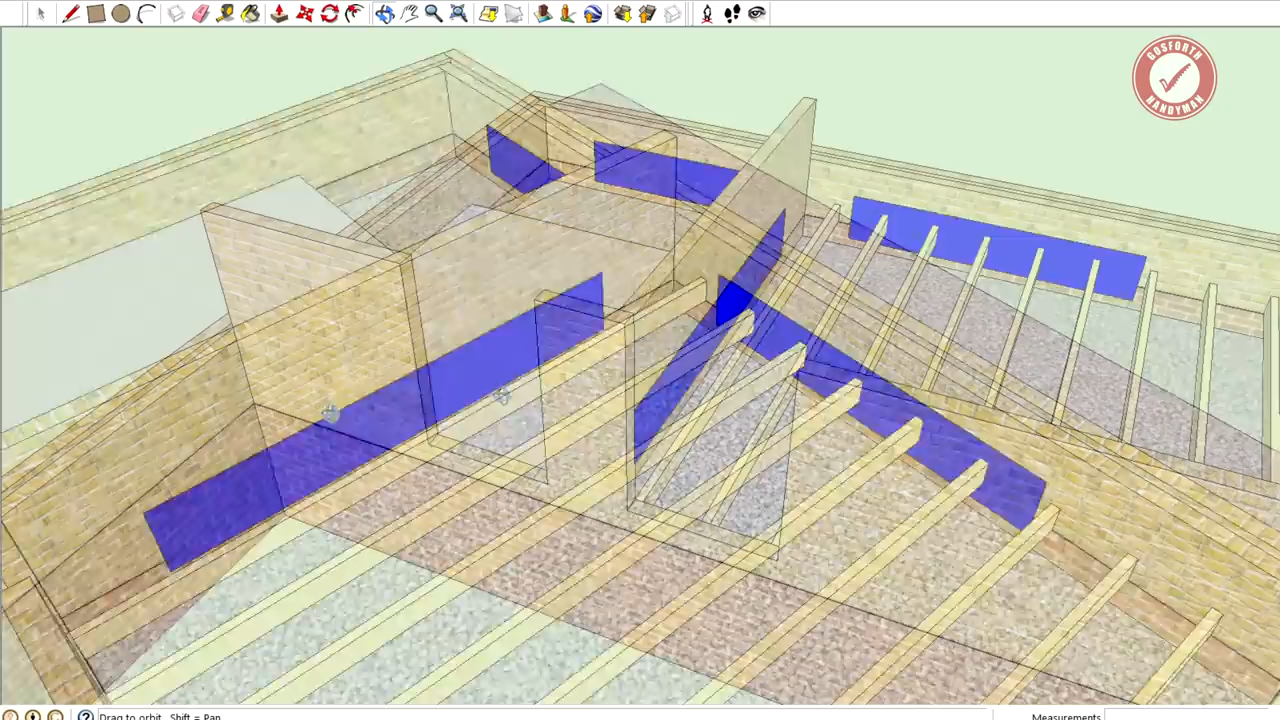 GOSFORTH
HANDYMAN
Drag to orbit. Shift = Pan
Measurements